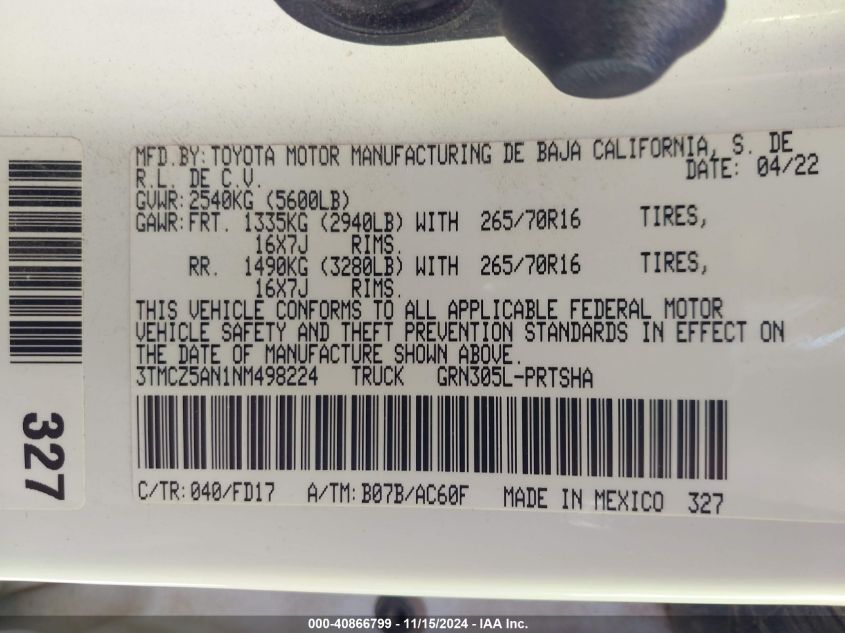 MFD.BY:TOYOTA MOTOR MANUFACTURING DE BAJA CALIFORNIA, S. DE
R.L. DE C.V. DATE: 04/22
GVWR:2540KG (5600LB)
GAWR:FRT. 1335KG (2940LB) WITH 265/70R16 TIRES,
16X7J RIMS.
RR. 1490KG (3280LB) WITH 265/70R16 TIRES,
16X7J RIMS.
THIS VEHICLE CONFORMS TO ALL APPLICABLE FEDERAL MOTOR
VEHICLE SAFETY AND THEFT PREVENTION STANDARDS IN EFFECT ON
THE DATE OF MANUFACTURE SHOWN ABOVE.
3TMCZ5AN1NM498224 TRUCK GRN305L-PRTSHA
C/TR:040/FD17 A/TM:B07B/AC60F MADE IN MEXICO 327
327
000-40866799 - 11/15/2024 - IAA Inc.